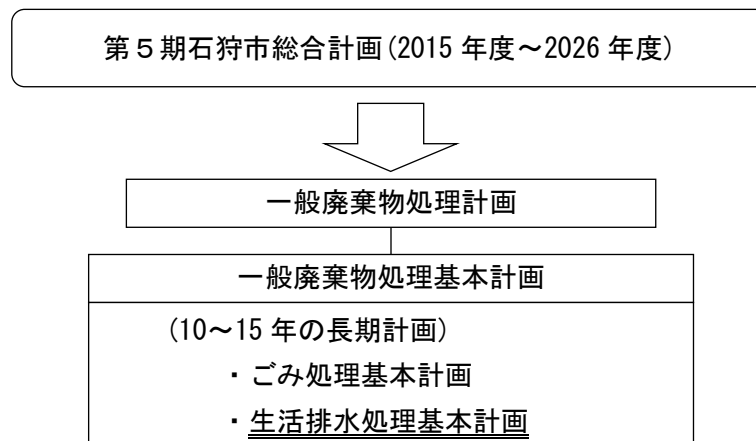 第５期石狩市総合計画(2015 年度～2026 年度)
一般廃棄物処理計画
一般廃棄物処理基本計画
(10～15 年の長期計画)
・ごみ処理基本計画
・生活排水処理基本計画